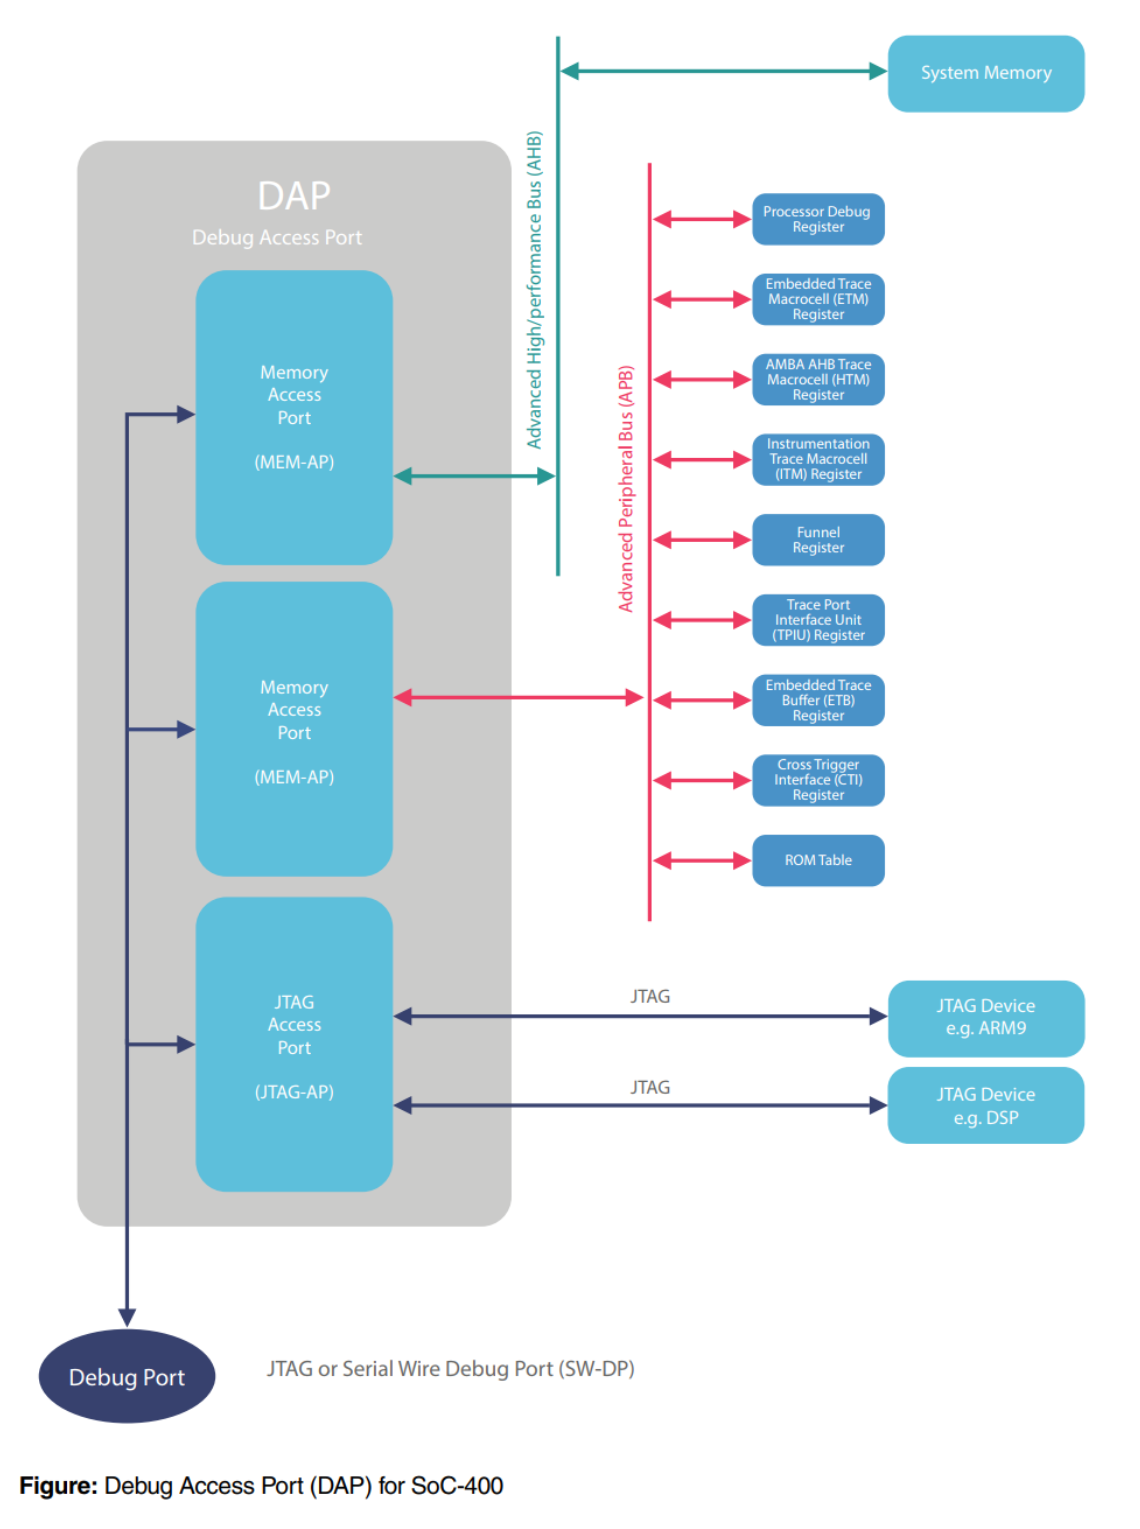 System Memory
DAP
Debug Access Port
Advanced High/performance Bus (AHB)
Advanced Peripheral Bus (APB)
Memory
Access
Port
(MEM-AP)
Memory
Access
Port
(MEM-AP)
JTAG
Access
Port
(JTAG-AP)
Processor Debug
Register
Embedded Trace
Macrocell (ETM)
Register
AMBA AHB Trace
Macrocell (HTM)
Register
Instrumentation
Trace Macrocell
(ITM) Register
Funnel
Register
Trace Port
Interface Unit
(TPIU) Register
Embedded Trace
Buffer (ETB)
Register
Cross Trigger
Interface (CTI)
Register
ROM Table
JTAG
JTAG Device
e.g. ARM9
JTAG
JTAG Device
e.g. DSP
Debug Port
JTAG or Serial Wire Debug Port (SW-DP)
Figure: Debug Access Port (DAP) for SoC-400